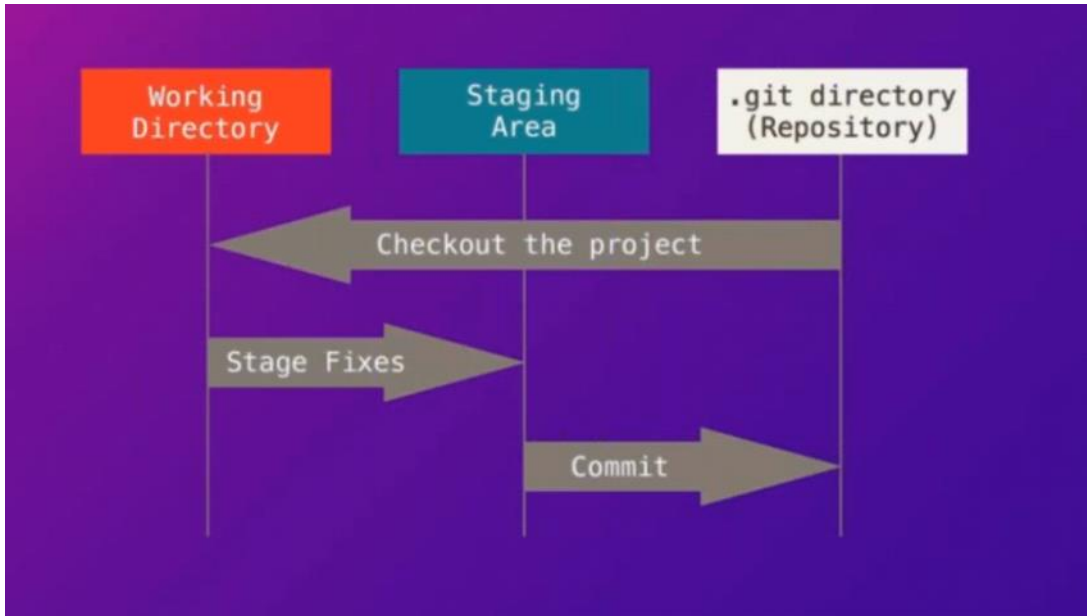 Working
Directory
Staging
Area
.git directory
(Repository)
Checkout the project
Stage Fixes
Commit